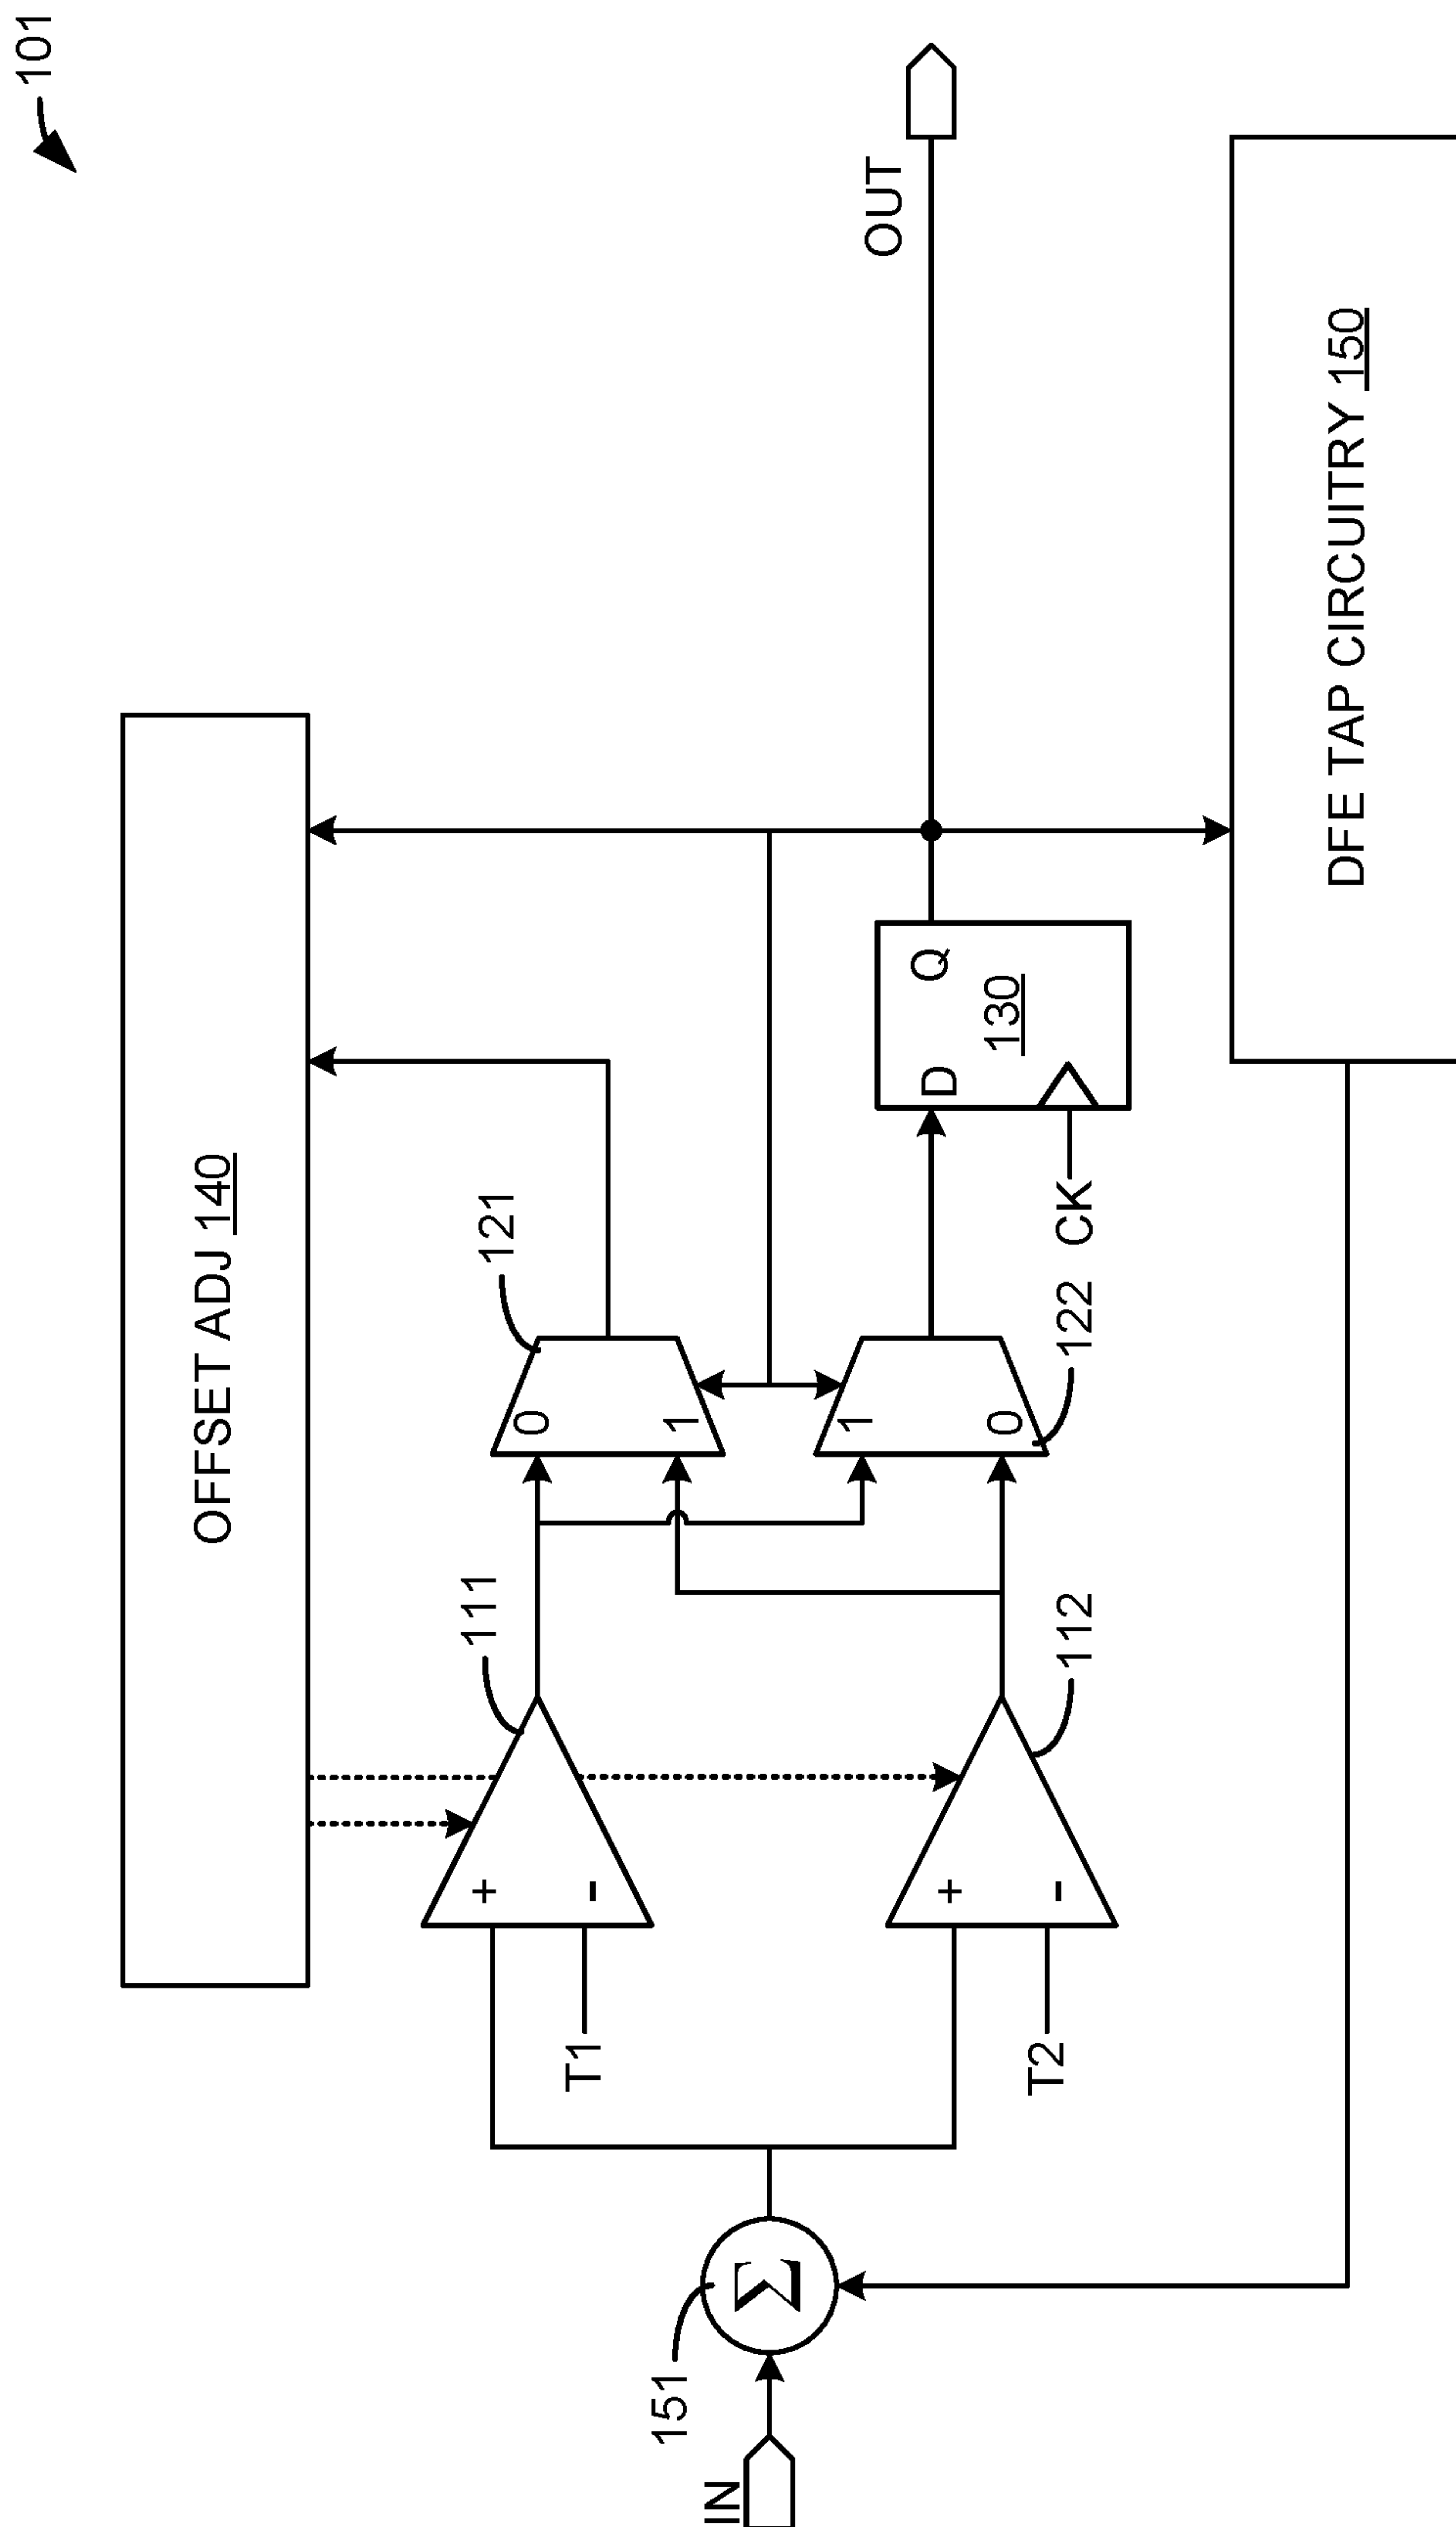 101
OFFSET ADJ 140
111
121
+
-
T1
0
1
151
Σ
IN
1
0
+
-
T2
112
122
D
Q
130
CK
OUT
DFE TAP CIRCUITRY 150